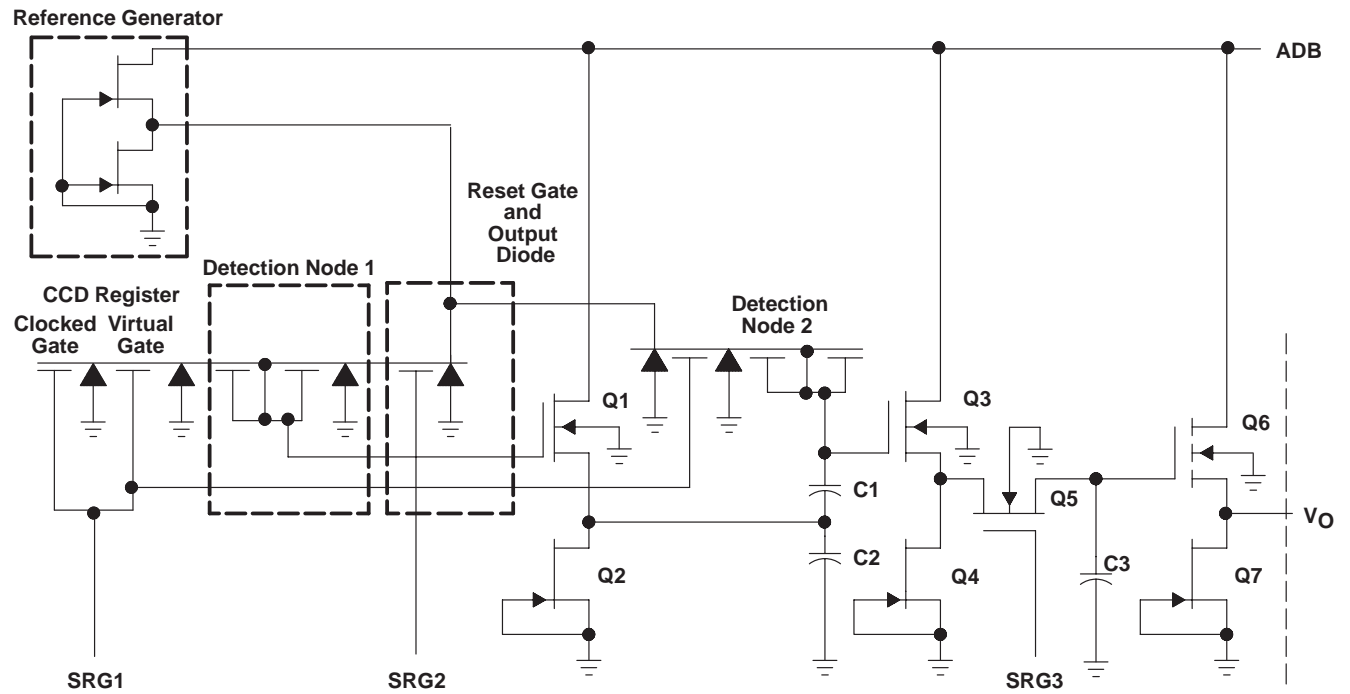 Reference Generator
ADB
Reset Gate
and
Output
Diode
Detection Node 1
CCD Register
Clocked Virtual
Gate Gate
Detection
Node 2
Q1
Q3
Q6
C1
Q5
VO
C2
Q2
Q4
C3
Q7
SRG1
SRG2
SRG3